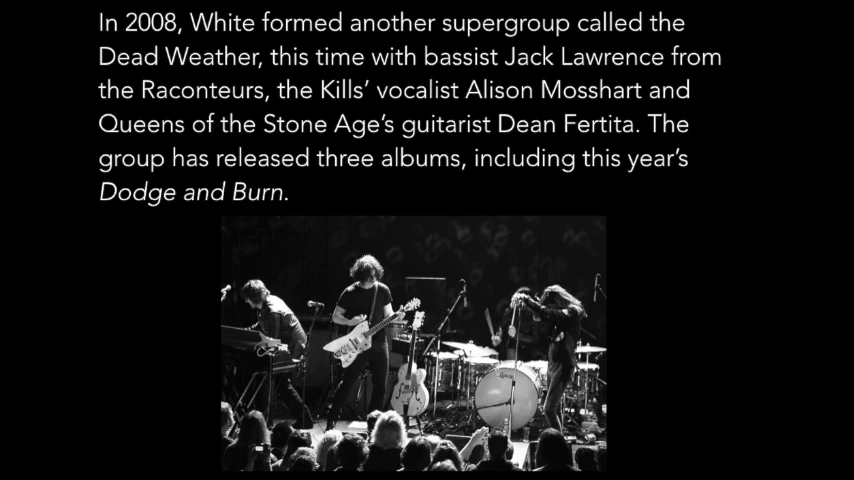 In 2008, White formed another supergroup called the
Dead Weather, this time with bassist Jack Lawrence from
the Raconteurs, the Kills’ vocalist Alison Mosshart and
Queens of the Stone Age’s guitarist Dean Fertita. The
group has released three albums, including this year’s
Dodge and Burn.